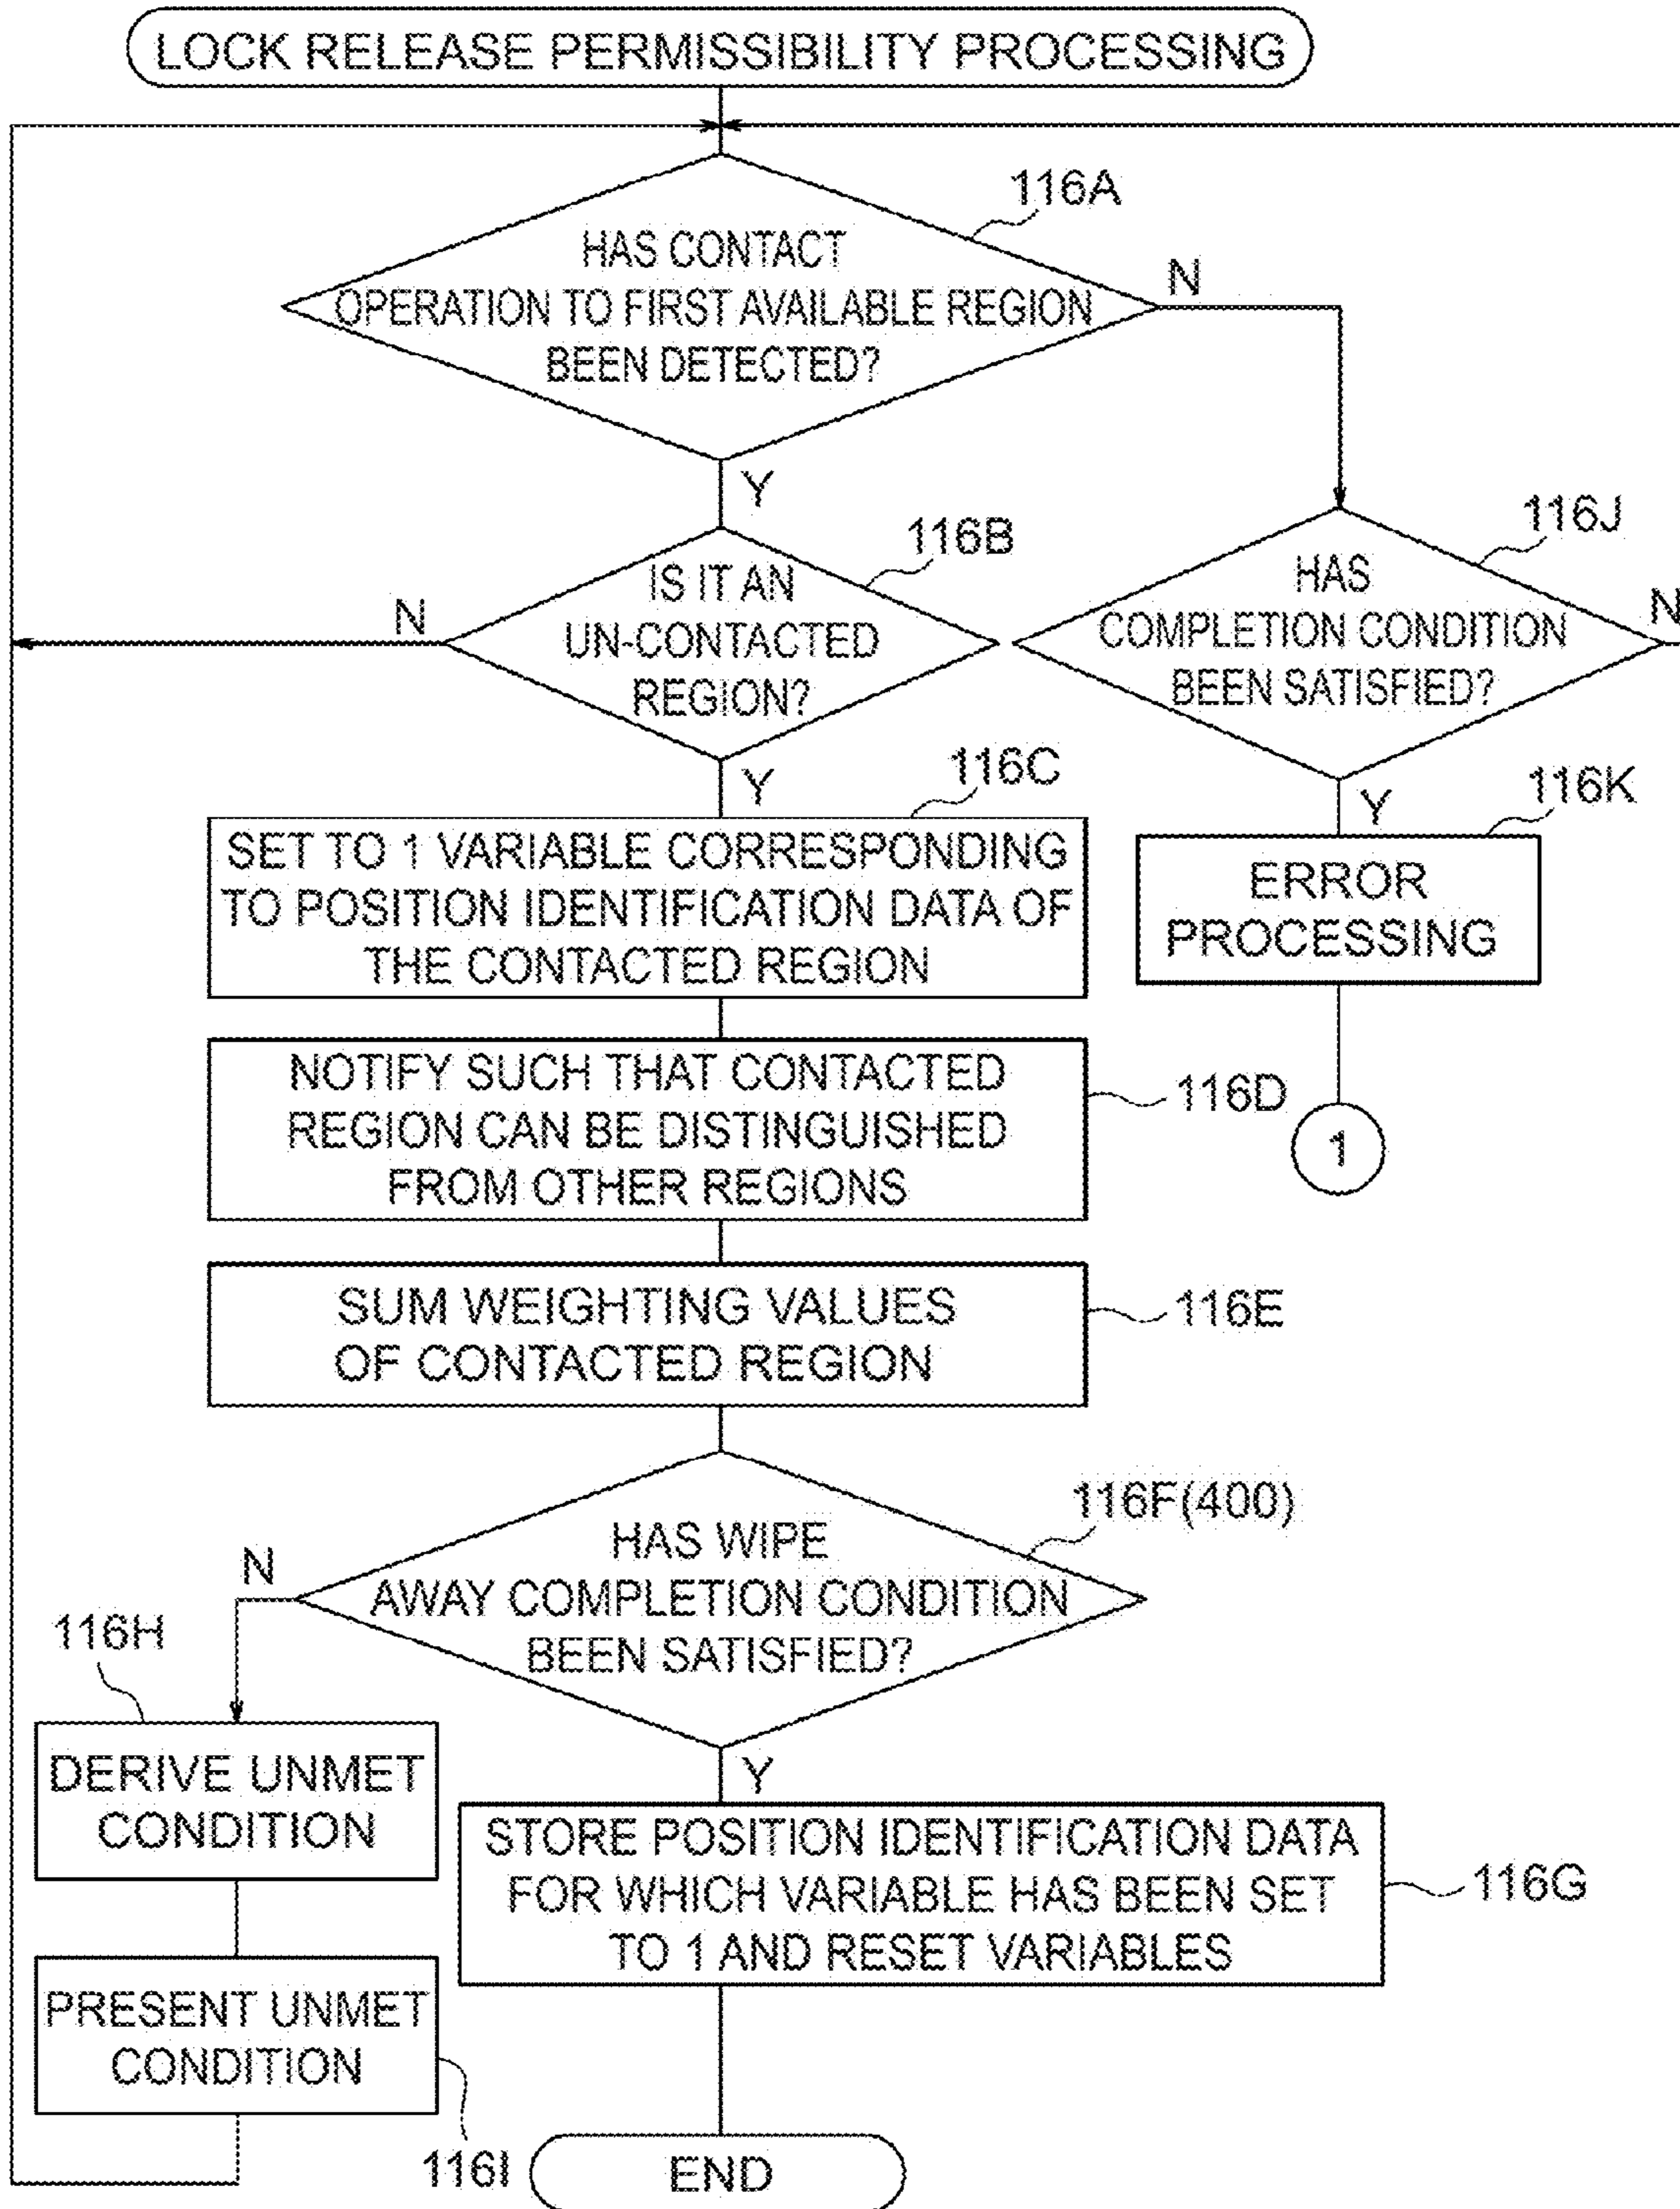 LOCK RELEASE PERMISSIBILITY PROCESSING
116A
HAS CONTACT
OPERATION TO FIRST AVAILABLE REGION
BEEN DETECTED?
N
Y
116B
IS IT AN
UN-CONTACTED
REGION?
N
116J
HAS
COMPLETION CONDITION
BEEN SATISFIED?
N
Y
116C
SET TO 1 VARIABLE CORRESPONDING
TO POSITION IDENTIFICATION DATA OF
THE CONTACTED REGION
Y
116K
ERROR
PROCESSING
1
NOTIFY SUCH THAT CONTACTED
REGION CAN BE DISTINGUISHED
FROM OTHER REGIONS
116D
SUM WEIGHTING VALUES
OF CONTACTED REGION
116E
116F(400)
HAS WIPE
AWAY COMPLETION CONDITION
BEEN SATISFIED?
N
116H
DERIVE UNMET
CONDITION
Y
STORE POSITION IDENTIFICATION DATA
FOR WHICH VARIABLE HAS BEEN SET
TO 1 AND RESET VARIABLES
116G
PRESENT UNMET
CONDITION
116I
END